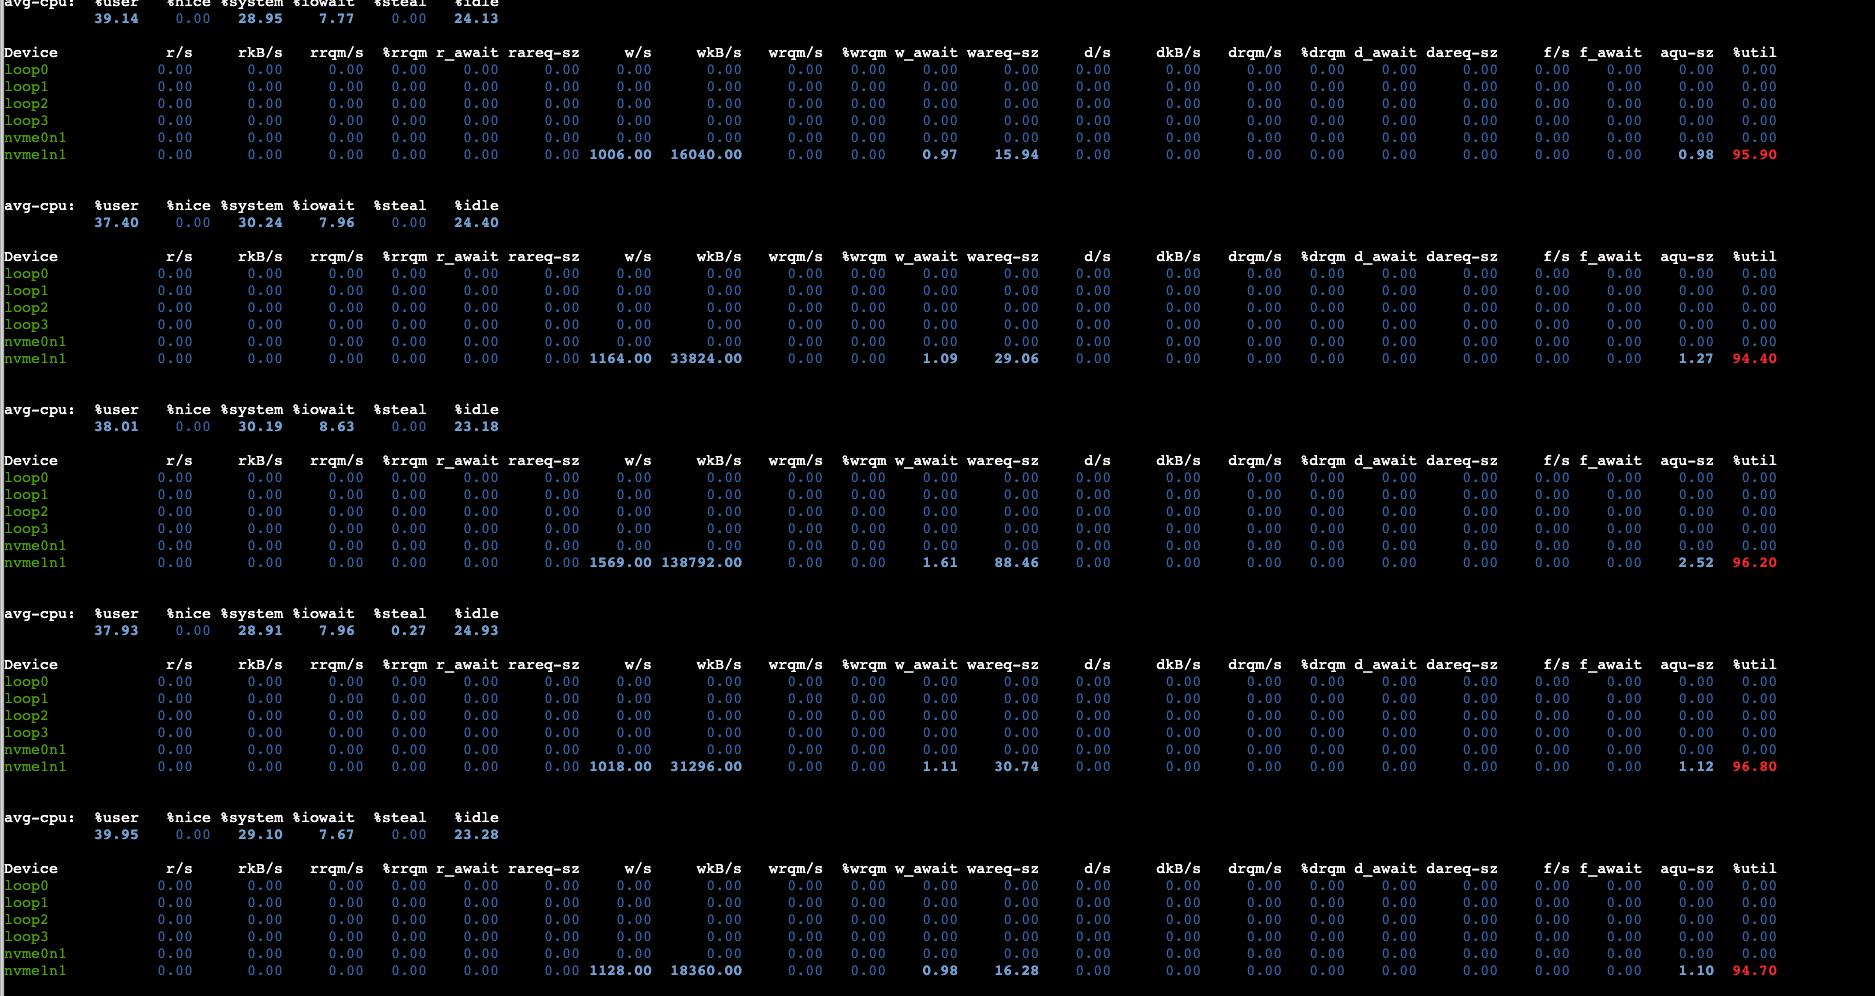 avg-cpu: %user %nice %system %iowait %steal %idle
39.14 0.00 28.95 7.77 0.00 24.13
Device r/s rkB/s rrqm/s %rrqm r_await rareq-sz w/s wkB/s wrqm/s %wrqm w_await wareq-sz d/s dkB/s drqm/s %drqm d_await dareq-sz f/s f_await aqu-sz %util
loop0 0.00 0.00 0.00 0.00 0.00 0.00 0.00 0.00 0.00 0.00 0.00 0.00 0.00 0.00 0.00 0.00 0.00 0.00 0.00 0.00 0.00 0.00
loop1 0.00 0.00 0.00 0.00 0.00 0.00 0.00 0.00 0.00 0.00 0.00 0.00 0.00 0.00 0.00 0.00 0.00 0.00 0.00 0.00 0.00 0.00
loop2 0.00 0.00 0.00 0.00 0.00 0.00 0.00 0.00 0.00 0.00 0.00 0.00 0.00 0.00 0.00 0.00 0.00 0.00 0.00 0.00 0.00 0.00
loop3 0.00 0.00 0.00 0.00 0.00 0.00 0.00 0.00 0.00 0.00 0.00 0.00 0.00 0.00 0.00 0.00 0.00 0.00 0.00 0.00 0.00 0.00
nvme0n1 0.00 0.00 0.00 0.00 0.00 0.00 0.00 0.00 0.00 0.00 0.00 0.00 0.00 0.00 0.00 0.00 0.00 0.00 0.00 0.00 0.00 0.00
nvme1n1 0.00 0.00 0.00 0.00 0.00 0.00 1006.00 16040.00 0.00 0.00 0.97 15.94 0.00 0.00 0.00 0.00 0.00 0.00 0.00 0.00 0.98 95.90
avg-cpu: %user %nice %system %iowait %steal %idle
37.40 0.00 30.24 7.96 0.00 24.40
Device r/s rkB/s rrqm/s %rrqm r_await rareq-sz w/s wkB/s wrqm/s %wrqm w_await wareq-sz d/s dkB/s drqm/s %drqm d_await dareq-sz f/s f_await aqu-sz %util
loop0 0.00 0.00 0.00 0.00 0.00 0.00 0.00 0.00 0.00 0.00 0.00 0.00 0.00 0.00 0.00 0.00 0.00 0.00 0.00 0.00 0.00 0.00
loop1 0.00 0.00 0.00 0.00 0.00 0.00 0.00 0.00 0.00 0.00 0.00 0.00 0.00 0.00 0.00 0.00 0.00 0.00 0.00 0.00 0.00 0.00
loop2 0.00 0.00 0.00 0.00 0.00 0.00 0.00 0.00 0.00 0.00 0.00 0.00 0.00 0.00 0.00 0.00 0.00 0.00 0.00 0.00 0.00 0.00
loop3 0.00 0.00 0.00 0.00 0.00 0.00 0.00 0.00 0.00 0.00 0.00 0.00 0.00 0.00 0.00 0.00 0.00 0.00 0.00 0.00 0.00 0.00
nvme0n1 0.00 0.00 0.00 0.00 0.00 0.00 0.00 0.00 0.00 0.00 0.00 0.00 0.00 0.00 0.00 0.00 0.00 0.00 0.00 0.00 0.00 0.00
nvme1n1 0.00 0.00 0.00 0.00 0.00 0.00 1164.00 33824.00 0.00 0.00 1.09 29.06 0.00 0.00 0.00 0.00 0.00 0.00 0.00 0.00 1.27 94.40
avg-cpu: %user %nice %system %iowait %steal %idle
38.01 0.00 30.19 8.63 0.00 23.18
Device r/s rkB/s rrqm/s %rrqm r_await rareq-sz w/s wkB/s wrqm/s %wrqm w_await wareq-sz d/s dkB/s drqm/s %drqm d_await dareq-sz f/s f_await aqu-sz %util
loop0 0.00 0.00 0.00 0.00 0.00 0.00 0.00 0.00 0.00 0.00 0.00 0.00 0.00 0.00 0.00 0.00 0.00 0.00 0.00 0.00 0.00 0.00
loop1 0.00 0.00 0.00 0.00 0.00 0.00 0.00 0.00 0.00 0.00 0.00 0.00 0.00 0.00 0.00 0.00 0.00 0.00 0.00 0.00 0.00 0.00
loop2 0.00 0.00 0.00 0.00 0.00 0.00 0.00 0.00 0.00 0.00 0.00 0.00 0.00 0.00 0.00 0.00 0.00 0.00 0.00 0.00 0.00 0.00
loop3 0.00 0.00 0.00 0.00 0.00 0.00 0.00 0.00 0.00 0.00 0.00 0.00 0.00 0.00 0.00 0.00 0.00 0.00 0.00 0.00 0.00 0.00
nvme0n1 0.00 0.00 0.00 0.00 0.00 0.00 0.00 0.00 0.00 0.00 0.00 0.00 0.00 0.00 0.00 0.00 0.00 0.00 0.00 0.00 0.00 0.00
nvme1n1 0.00 0.00 0.00 0.00 0.00 0.00 1569.00 138792.00 0.00 0.00 1.61 88.46 0.00 0.00 0.00 0.00 0.00 0.00 0.00 0.00 2.52 96.20
avg-cpu: %user %nice %system %iowait %steal %idle
37.93 0.00 28.91 7.96 0.27 24.93
Device r/s rkB/s rrqm/s %rrqm r_await rareq-sz w/s wkB/s wrqm/s %wrqm w_await wareq-sz d/s dkB/s drqm/s %drqm d_await dareq-sz f/s f_await aqu-sz %util
loop0 0.00 0.00 0.00 0.00 0.00 0.00 0.00 0.00 0.00 0.00 0.00 0.00 0.00 0.00 0.00 0.00 0.00 0.00 0.00 0.00 0.00 0.00
loop1 0.00 0.00 0.00 0.00 0.00 0.00 0.00 0.00 0.00 0.00 0.00 0.00 0.00 0.00 0.00 0.00 0.00 0.00 0.00 0.00 0.00 0.00
loop2 0.00 0.00 0.00 0.00 0.00 0.00 0.00 0.00 0.00 0.00 0.00 0.00 0.00 0.00 0.00 0.00 0.00 0.00 0.00 0.00 0.00 0.00
loop3 0.00 0.00 0.00 0.00 0.00 0.00 0.00 0.00 0.00 0.00 0.00 0.00 0.00 0.00 0.00 0.00 0.00 0.00 0.00 0.00 0.00 0.00
nvme0n1 0.00 0.00 0.00 0.00 0.00 0.00 0.00 0.00 0.00 0.00 0.00 0.00 0.00 0.00 0.00 0.00 0.00 0.00 0.00 0.00 0.00 0.00
nvme1n1 0.00 0.00 0.00 0.00 0.00 0.00 1018.00 31296.00 0.00 0.00 1.11 30.74 0.00 0.00 0.00 0.00 0.00 0.00 0.00 0.00 1.12 96.80
avg-cpu: %user %nice %system %iowait %steal %idle
39.95 0.00 29.10 7.67 0.00 23.28
Device r/s rkB/s rrqm/s %rrqm r_await rareq-sz w/s wkB/s wrqm/s %wrqm w_await wareq-sz d/s dkB/s drqm/s %drqm d_await dareq-sz f/s f_await aqu-sz %util
loop0 0.00 0.00 0.00 0.00 0.00 0.00 0.00 0.00 0.00 0.00 0.00 0.00 0.00 0.00 0.00 0.00 0.00 0.00 0.00 0.00 0.00 0.00
loop1 0.00 0.00 0.00 0.00 0.00 0.00 0.00 0.00 0.00 0.00 0.00 0.00 0.00 0.00 0.00 0.00 0.00 0.00 0.00 0.00 0.00 0.00
loop2 0.00 0.00 0.00 0.00 0.00 0.00 0.00 0.00 0.00 0.00 0.00 0.00 0.00 0.00 0.00 0.00 0.00 0.00 0.00 0.00 0.00 0.00
loop3 0.00 0.00 0.00 0.00 0.00 0.00 0.00 0.00 0.00 0.00 0.00 0.00 0.00 0.00 0.00 0.00 0.00 0.00 0.00 0.00 0.00 0.00
nvme0n1 0.00 0.00 0.00 0.00 0.00 0.00 0.00 0.00 0.00 0.00 0.00 0.00 0.00 0.00 0.00 0.00 0.00 0.00 0.00 0.00 0.00 0.00
nvme1n1 0.00 0.00 0.00 0.00 0.00 0.00 1128.00 18360.00 0.00 0.00 0.98 16.28 0.00 0.00 0.00 0.00 0.00 0.00 0.00 0.00 1.10 94.70